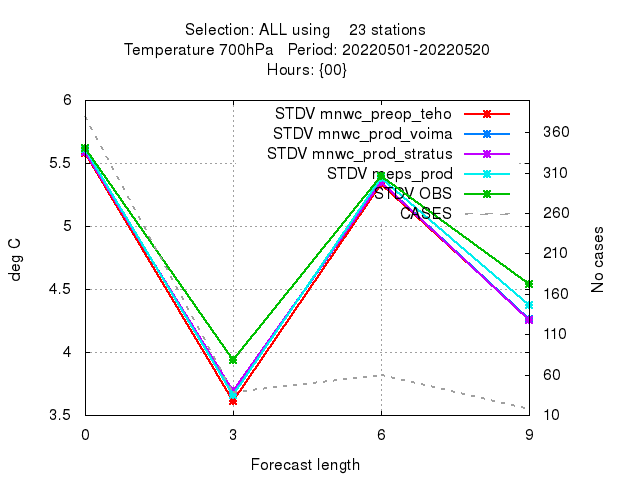 Selection: ALL using 23 stations
Temperature 700hPa Period: 20220501-20220520
Hours: {00}
STDV mnwc_preop_teho
STDV mnwc_prod_voima
STDV mnwc_prod_stratus
STDV meps_prod
STDV OBS
CASES
6
5.5
5
4.5
4
3.5
deg C
360
310
260
210
160
110
60
10
No cases
0 3 6 9
Forecast length